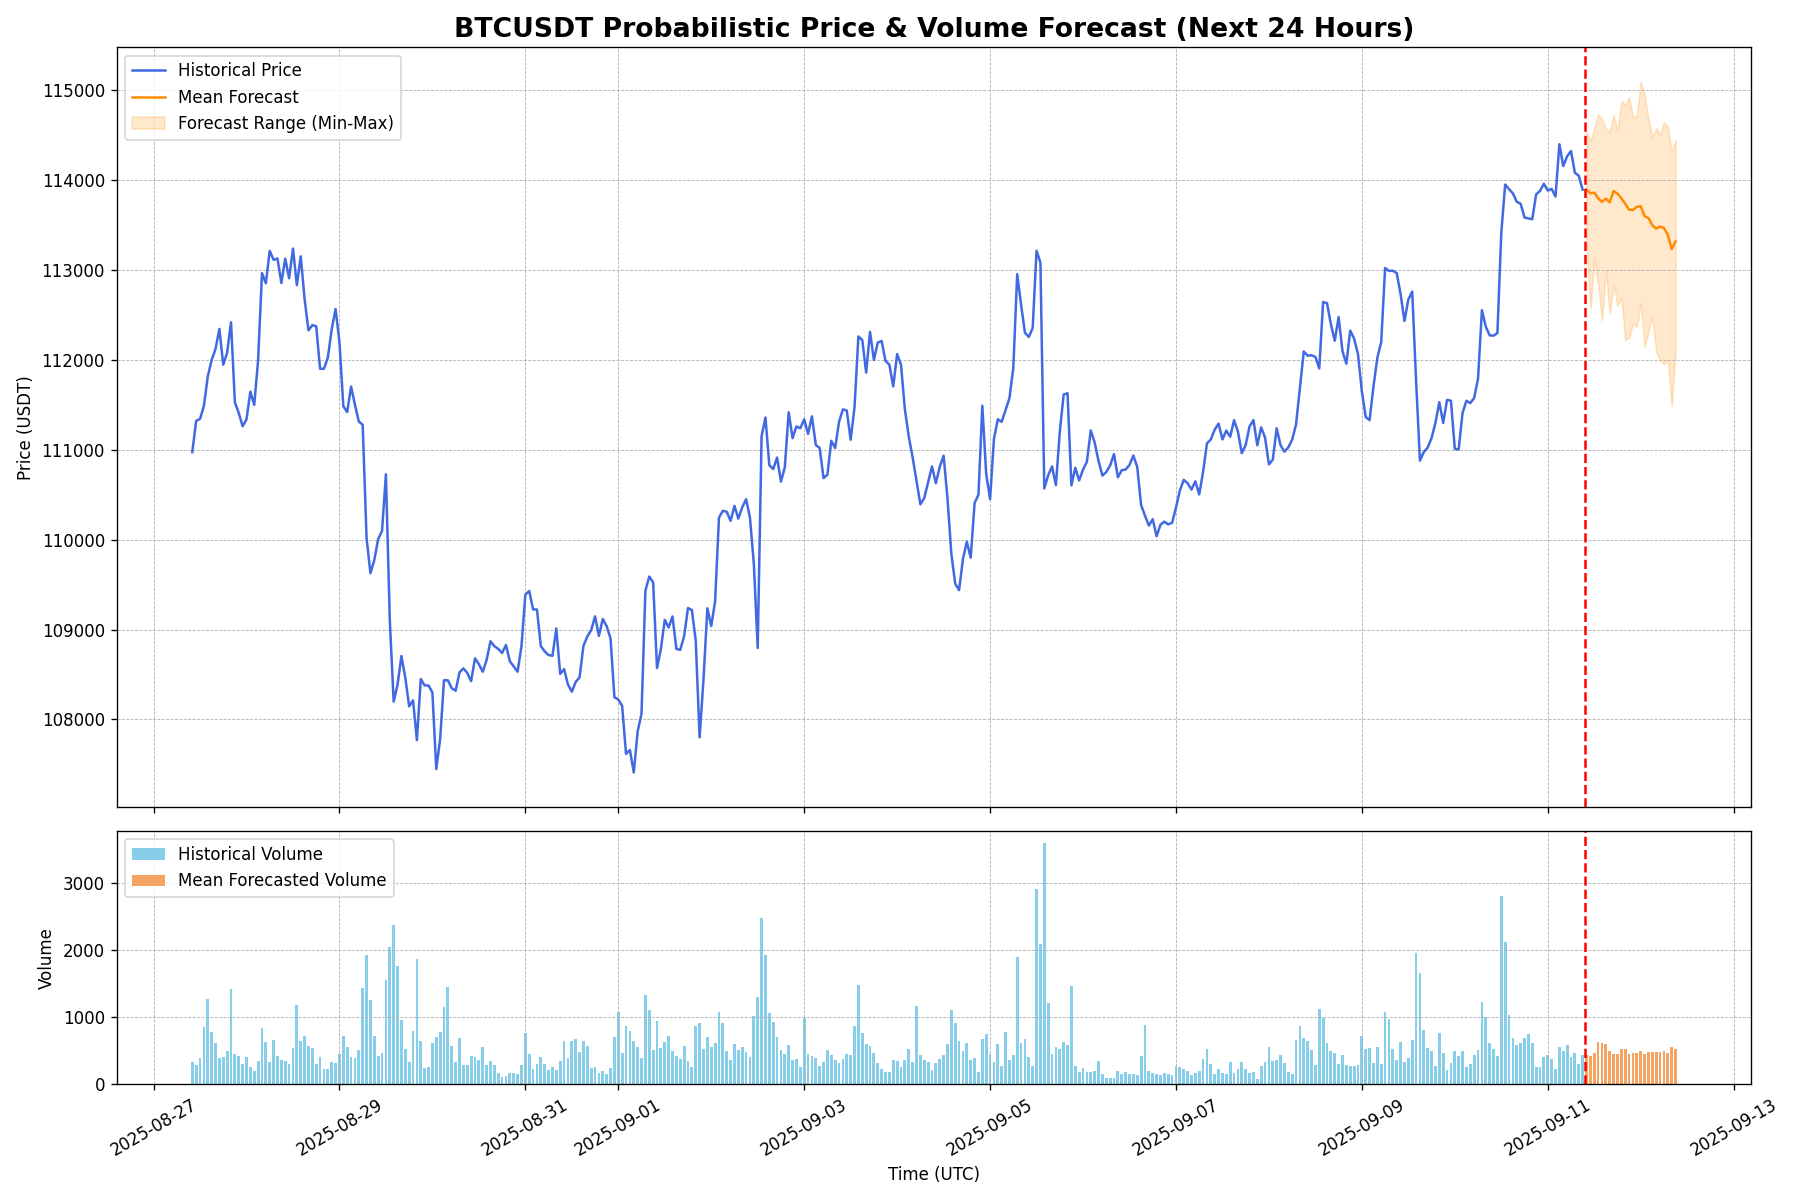 BTCUSDT Probabilistic Price & Volume Forecast (Next 24 Hours)
Historical Price
Mean Forecast
Forecast Range (Min-Max)
115000
114000
113000
112000
111000
110000
109000
108000
Price (USDT)
Historical Volume
Mean Forecasted Volume
3000
2000
1000
0
Volume
2025-08-27
2025-08-29
2025-08-31
2025-09-01
2025-09-03
2025-09-05
2025-09-07
2025-09-09
2025-09-11
2025-09-13
Time (UTC)